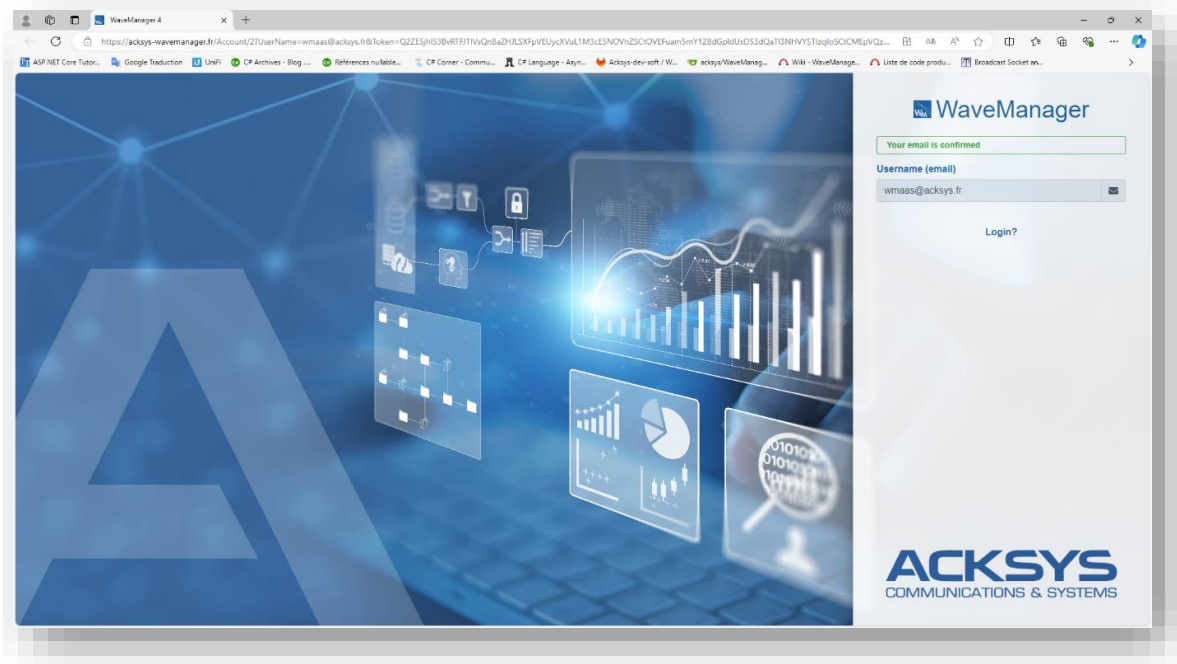 WaveManager 4
https://acksys-wavemanager.fr/Account/2?UserName=wmaas@acksys.fr&Token=
ASP.NET Core Tutor...
Google Traduction
UniFi
C# Archives - Blog ...
Références nullable...
C# Corner - Commu...
C# Language - Asyn...
Acksys-dev-soft / W...
acksys/WaveManag...
Wiki - WaveManage...
Liste de code produ...
Broadcast Socket an...
WaveManager
Your email is confirmed
Username (email)
wmaas@acksys.fr
Login?
ACKSYS
COMMUNICATIONS & SYSTEMS